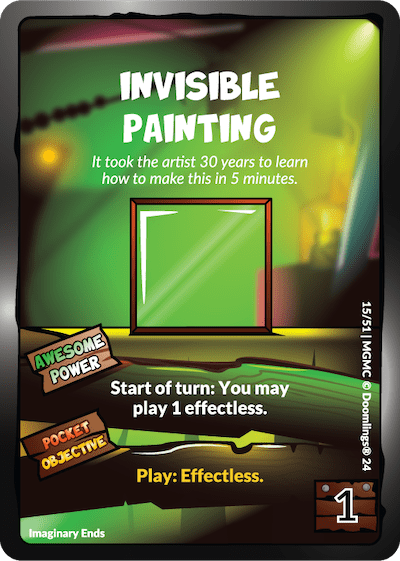 INVISIBLE
PAINTING
It took the artist 30 years to learn
how to make this in 5 minutes.
AWESOME
POWER
Start of turn: You may
play 1 effectless.
POCKET
OBJECTIVE
Play: Effectless.
15/51 | MGMC © Doomlings® 24
1
Imaginary Ends